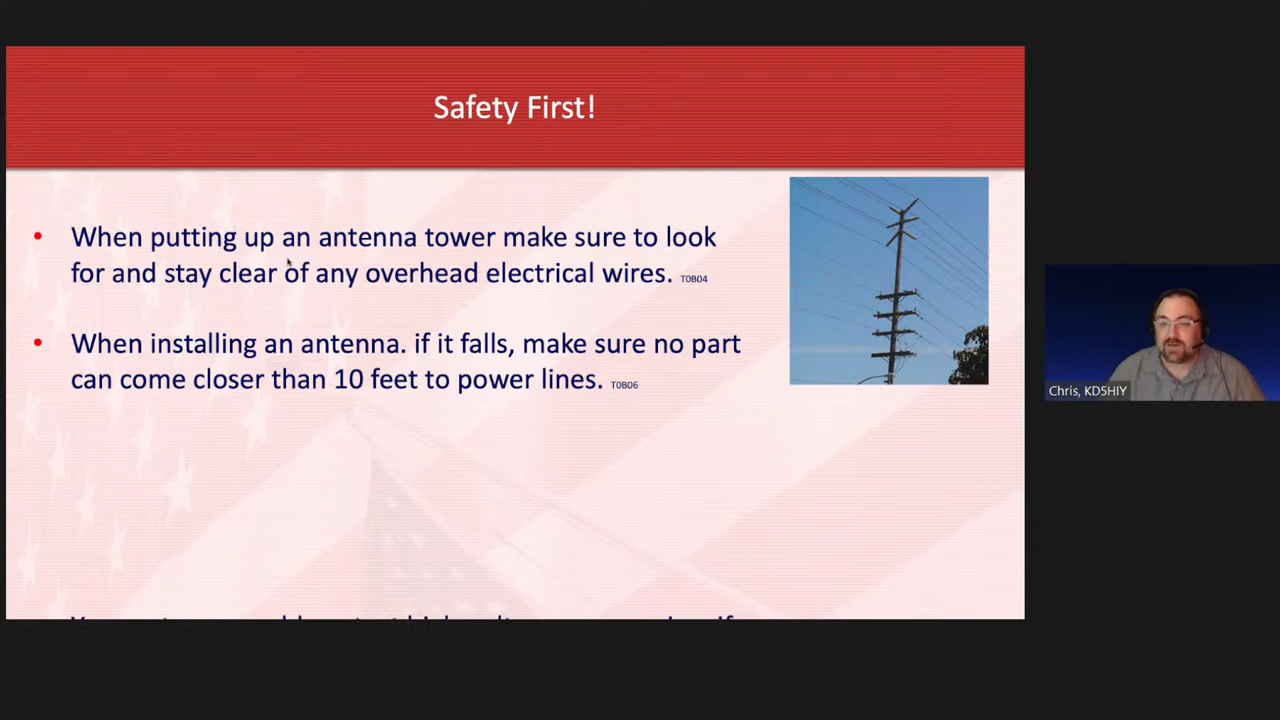 Safety First!
• When putting up an antenna tower make sure to look
for and stay clear of any overhead electrical wires. T0B04
• When installing an antenna. if it falls, make sure no part
can come closer than 10 feet to power lines. T0B06
Chris, KD5HIY